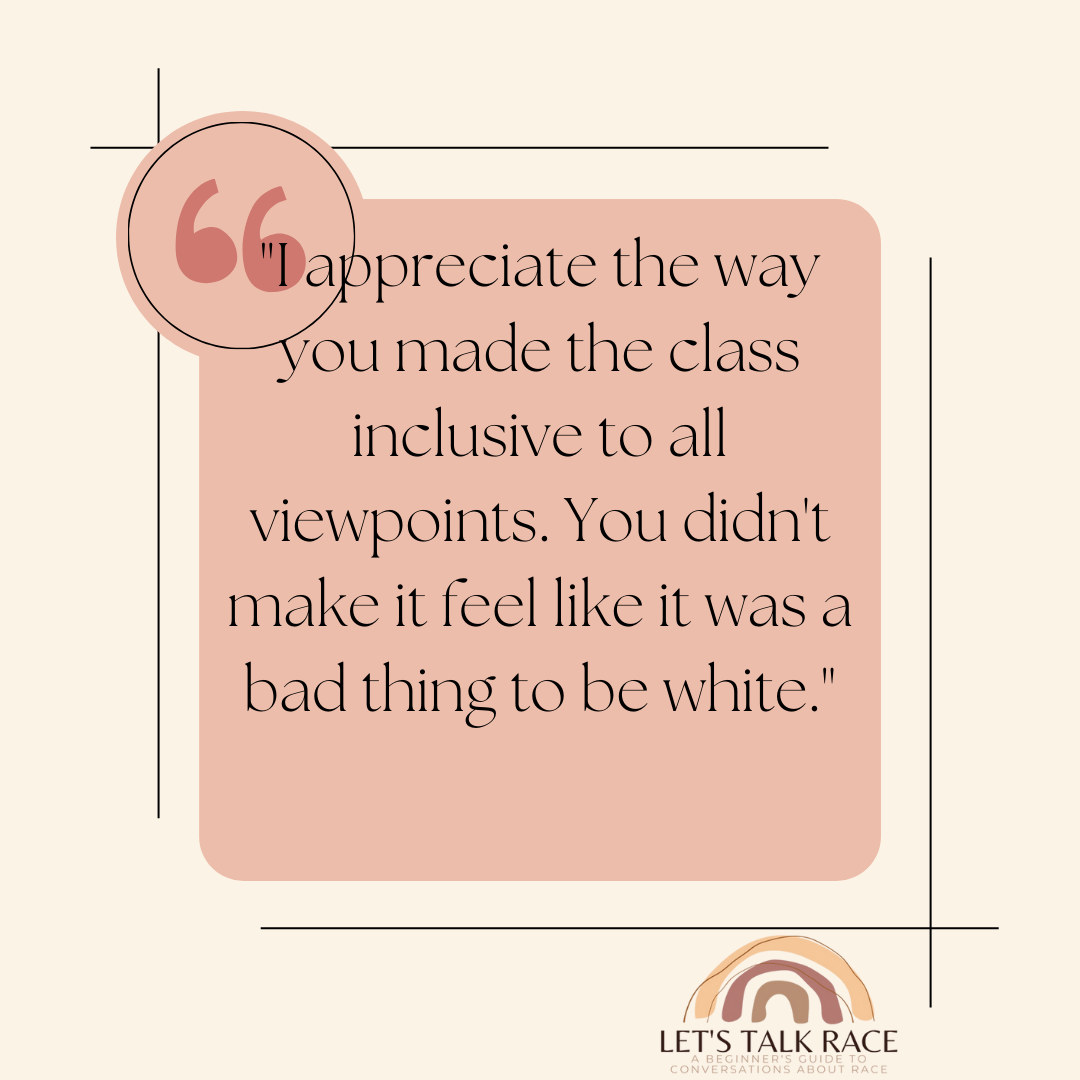 "I appreciate the way
you made the class
inclusive to all
viewpoints. You didn't
make it feel like it was a
bad thing to be white."
LET'S TALK RACE
A BEGINNER'S GUIDE TO
CONVERSATIONS ABOUT RACE